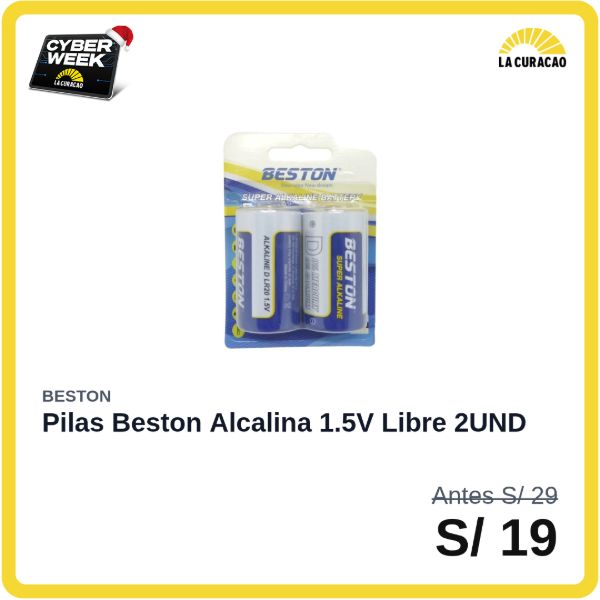 CYBER
WEEK
LA CURACAO
LA CURACAO
BESTON
SUPER ALKALINE BATTERY
BESTON
ALKALINE D LR20 1.5V
D
BESTON
SUPER ALKALINE
BESTON
Pilas Beston Alcalina 1.5V Libre 2UND
Antes S/ 29
S/ 19